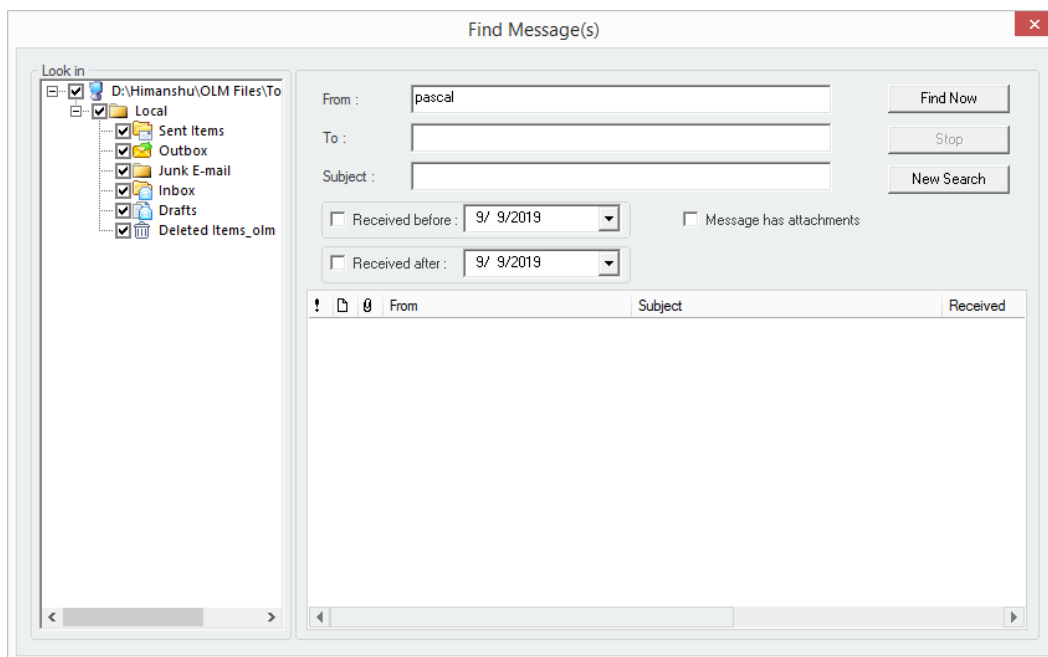 Find Message(s)
Look in
D:\Himanshu\OLM Files\To
Local
Sent Items
Outbox
Junk E-mail
Inbox
Drafts
Deleted Items_olm
From : pascal Find Now
To : Stop
Subject : New Search
Received before : 9/ 9/2019 Message has attachments
Received after : 9/ 9/2019
! From Subject Received